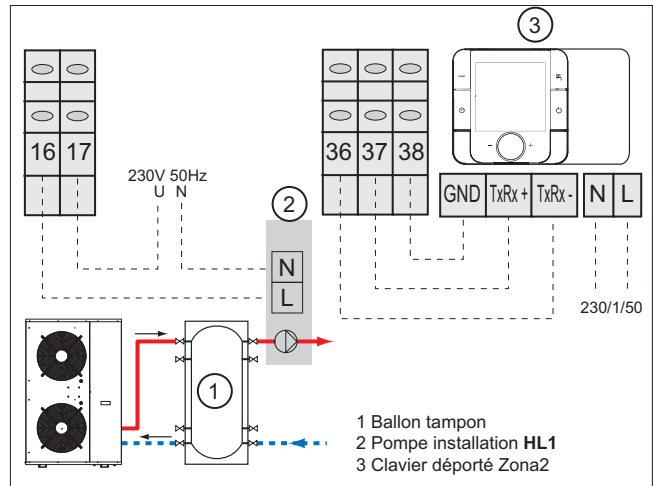 3
16 17
36 37 38
230V 50Hz
U N
2
GND TxRx + TxRx - N L
N
L
230/1/50
1
1 Ballon tampon
2 Pompe installation HL1
3 Clavier déporté Zona2